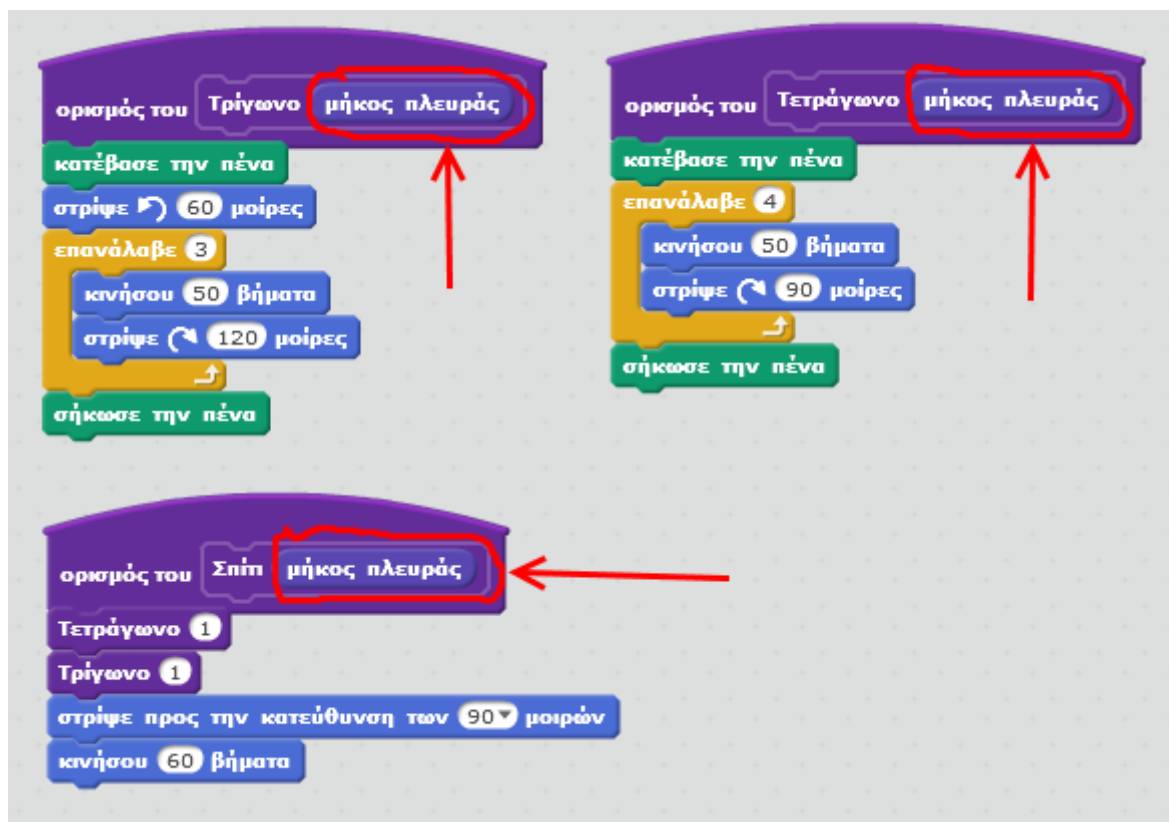 ορισμός του Τρίγωνο μήκος πλευράς
κατέβασε την πένα
στρίψε 60 μοίρες
επανάλαβε 3
κινήσου 50 βήματα
στρίψε 120 μοίρες
σήκωσε την πένα
ορισμός του Τετράγωνο μήκος πλευράς
κατέβασε την πένα
επανάλαβε 4
κινήσου 50 βήματα
στρίψε 90 μοίρες
σήκωσε την πένα
ορισμός του Σπίτι μήκος πλευράς
Τετράγωνο 1
Τρίγωνο 1
στρίψε προς την κατεύθυνση των 90 μοιρών
κινήσου 60 βήματα